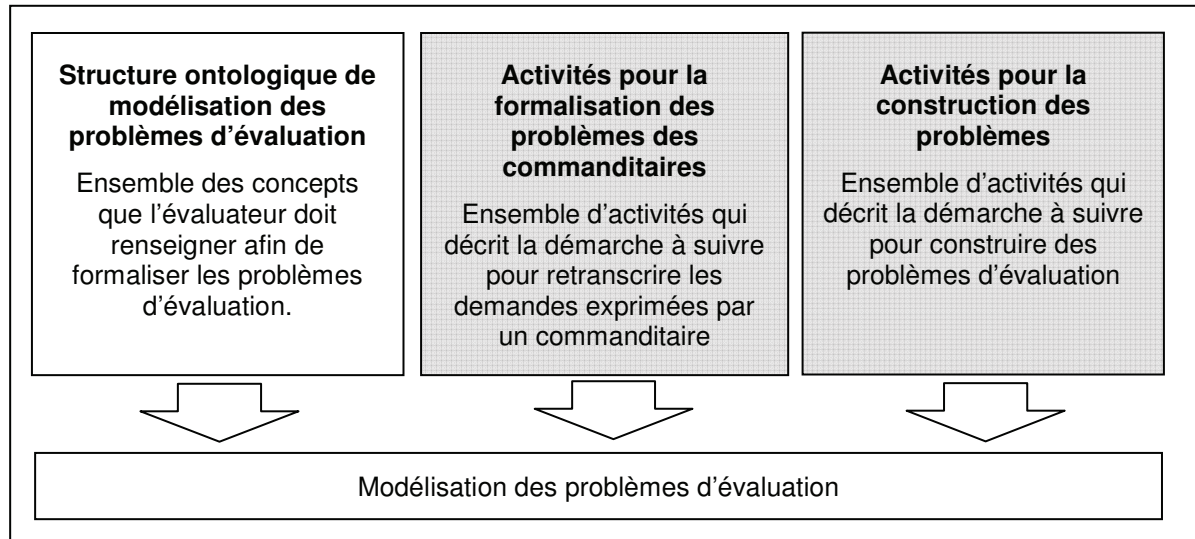 Structure ontologique de
modélisation des
problèmes d'évaluation
Ensemble des concepts
que l'évaluateur doit
renseigner afin de
formaliser les problèmes
d'évaluation.
Activités pour la
formalisation des
problèmes des
commanditaires
Ensemble d'activités qui
décrit la démarche à suivre
pour retranscrire les
demandes exprimées par
un commanditaire
Activités pour la
construction des
problèmes
Ensemble d'activités qui
décrit la démarche à suivre
pour construire des
problèmes d'évaluation
Modélisation des problèmes d'évaluation